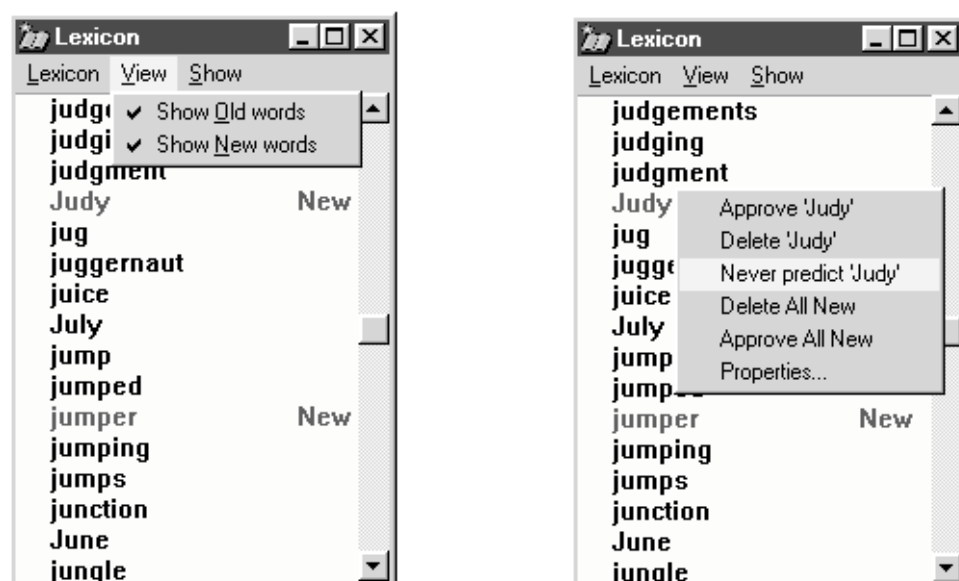 Lexicon
Lexicon View Show
judg
Show Old words
judgi
Show New words
judgment
Judy New
jug
juggernaut
juice
July
jump
jumped
jumper New
jumping
jumps
junction
June
jungle
Lexicon
Lexicon View Show
judgements
judging
judgment
Judy
Approve 'Judy'
jug
Delete 'Judy'
jugg
Never predict 'Judy'
juice
Delete All New
July
Approve All New
jump
Properties...
jump
jumper New
jumping
jumps
junction
June
jungle